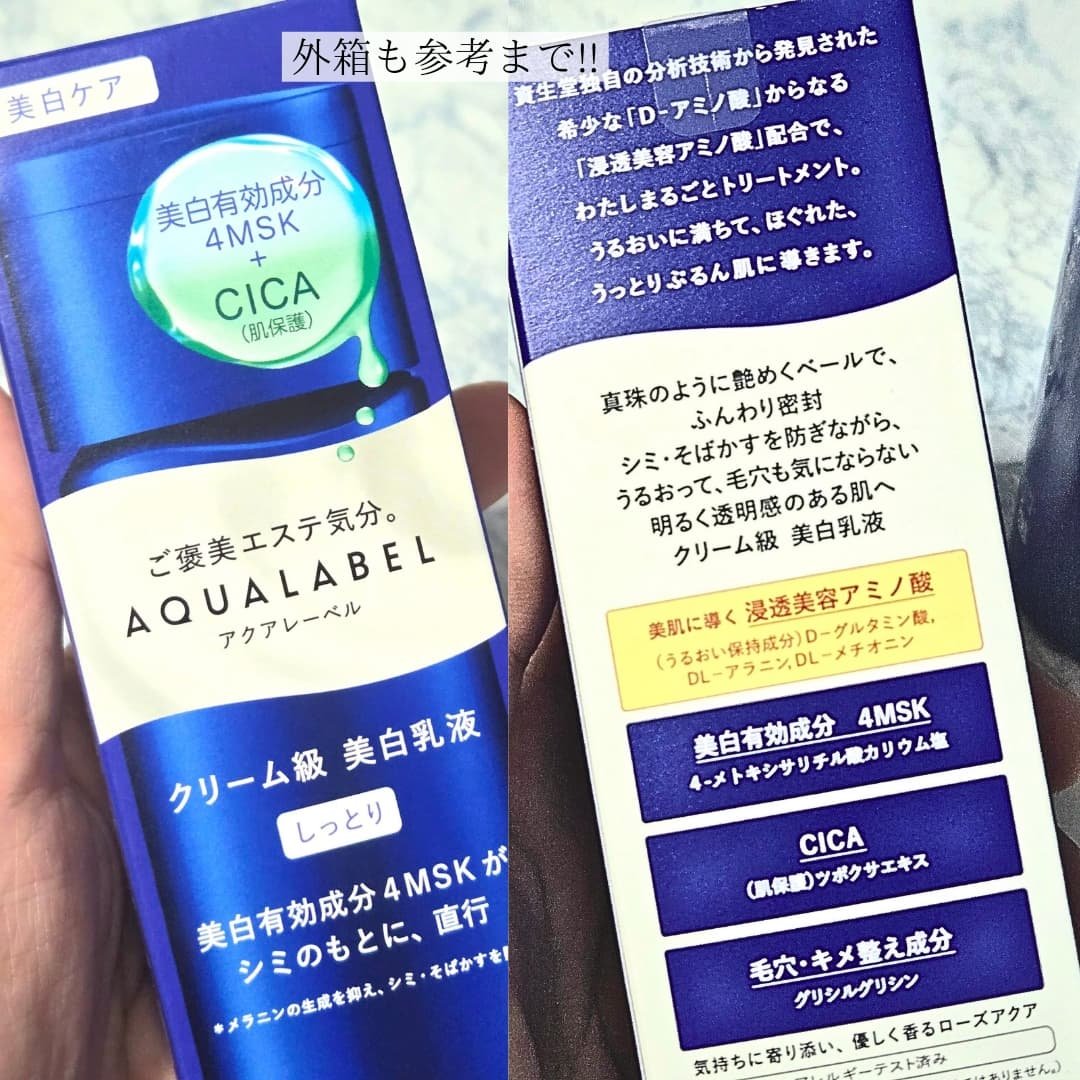 外箱も参考まで!!
美白ケア
美白有効成分
4MSK
+
CICA
(肌保護)
ご褒美エステ気分。
AQUALABEL
アクアレーベル
クリーム級 美白乳液
しっとり
美白有効成分4MSKが
シミのもとに、直行
*メラニンの生成を抑え、シミ・そばかすを
資生堂独自の分析技術から発見された
希少な「D-アミノ酸」からなる
「浸透美容アミノ酸」配合で、
わたしまるごとトリートメント。
うるおいに満ちて、ほぐれた、
うっとりぷるん肌に導きます。
真珠のように艶めくベールで、
ふんわり密封
シミ・そばかすを防ぎながら、
うるおって、毛穴も気にならない
明るく透明感のある肌へ
クリーム級 美白乳液
美肌に導く 浸透美容アミノ酸
(うるおい保持成分)D-グルタミン酸,
DL-アラニン,DL-メチオニン
美白有効成分 4MSK
4-メトキシサリチル酸カリウム塩
CICA
(肌保護)ツボクサエキス
毛穴・キメ整え成分
グリシルグリシン
気持ちに寄り添い、優しく香るローズアクア
レルギーテスト済み
はありません。)